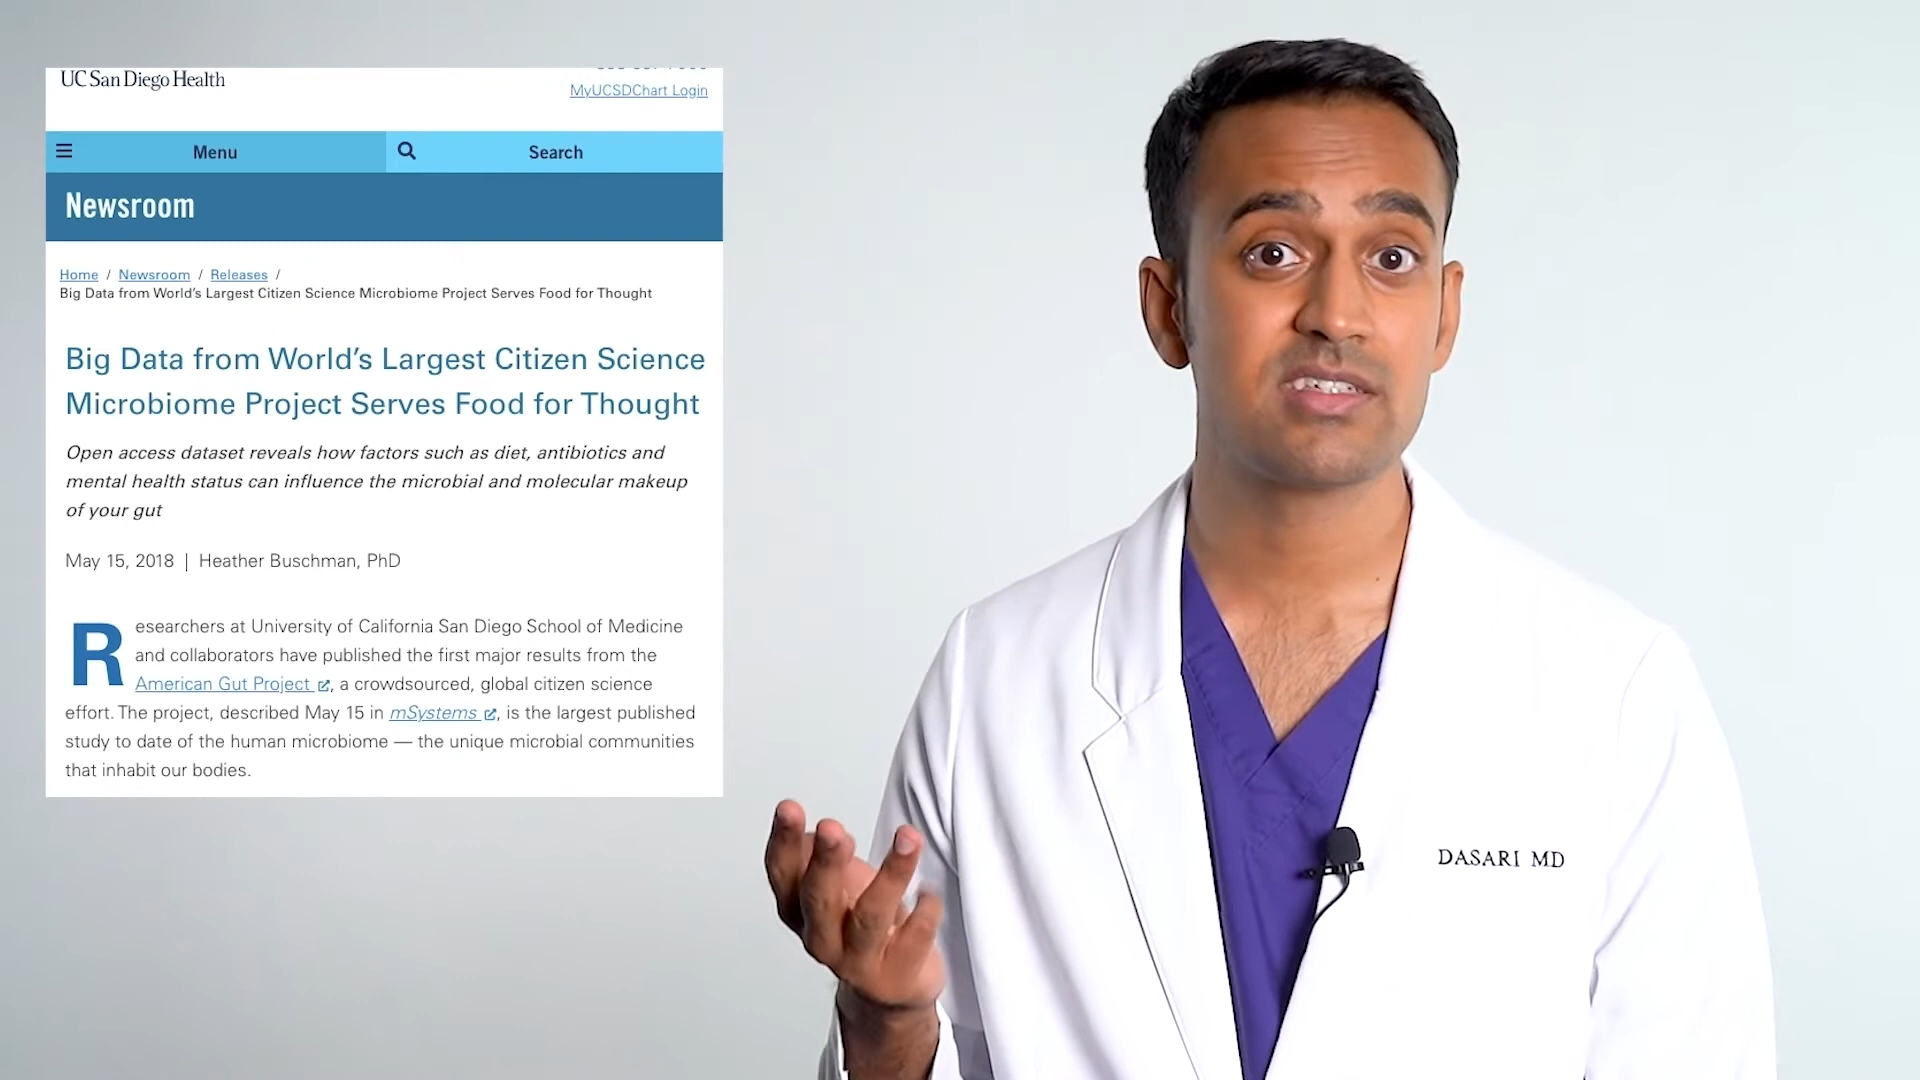 UC San Diego Health
MyUCSDChart Login
Menu
Search
Newsroom
Home / Newsroom / Releases /
Big Data from World's Largest Citizen Science Microbiome Project Serves Food for Thought
Big Data from World's Largest Citizen Science
Microbiome Project Serves Food for Thought
Open access dataset reveals how factors such as diet, antibiotics and
mental health status can influence the microbial and molecular makeup
of your gut
May 15, 2018 | Heather Buschman, PhD
Researchers at University of California San Diego School of Medicine
and collaborators have published the first major results from the
American Gut Project, a crowdsourced, global citizen science
effort. The project, described May 15 in mSystems, is the largest published
study to date of the human microbiome — the unique microbial communities
that inhabit our bodies.
DASARI MD